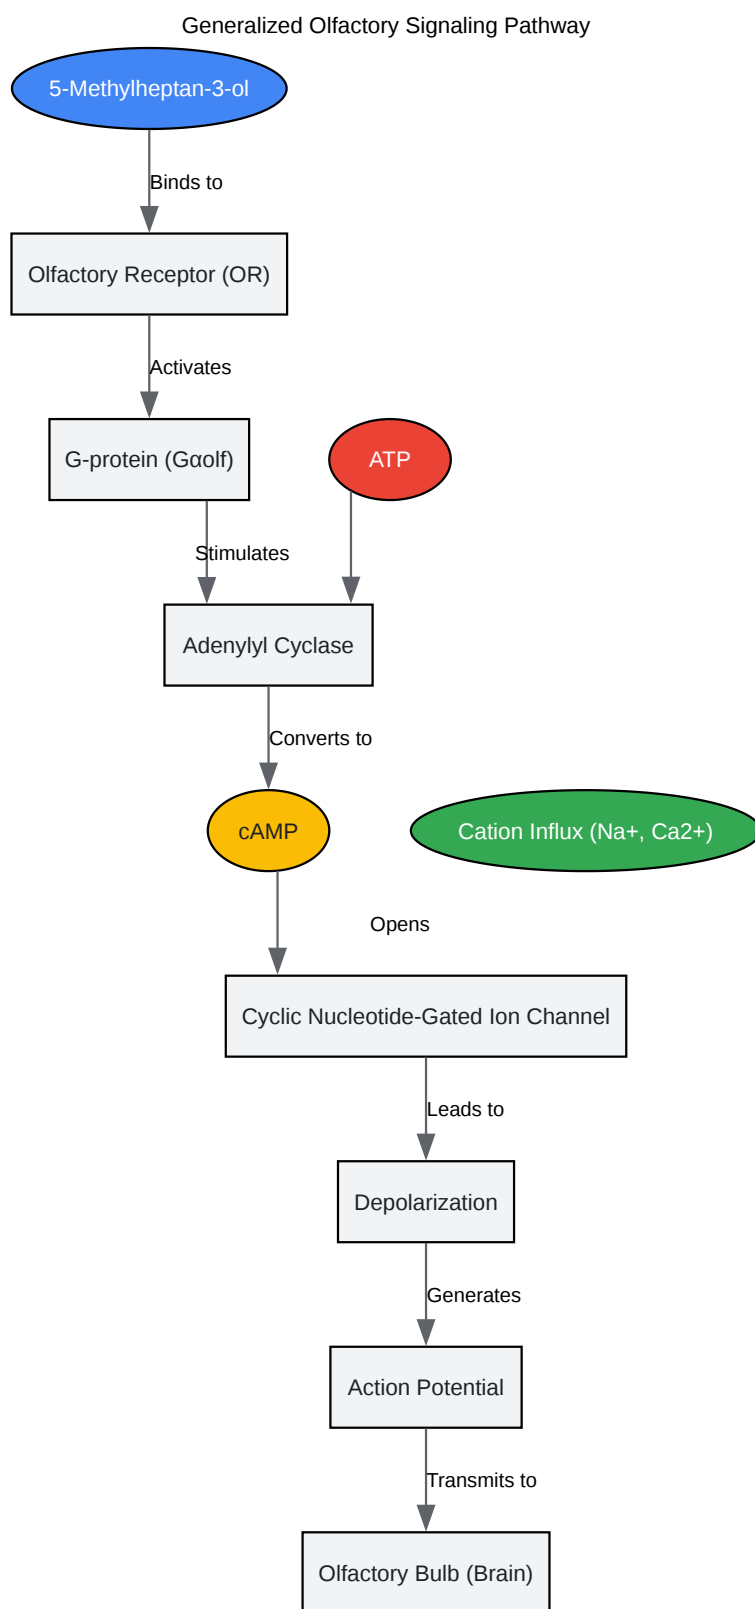 Generalized Olfactory Signaling Pathway
5-Methylheptan-3-ol
Binds to
Olfactory Receptor (OR)
Activates
G-protein (Gαolf)
ATP
Stimulates
Adenylyl Cyclase
Converts to
cAMP
Cation Influx (Na+, Ca2+)
Opens
Cyclic Nucleotide-Gated Ion Channel
Leads to
Depolarization
Generates
Action Potential
Transmits to
Olfactory Bulb (Brain)